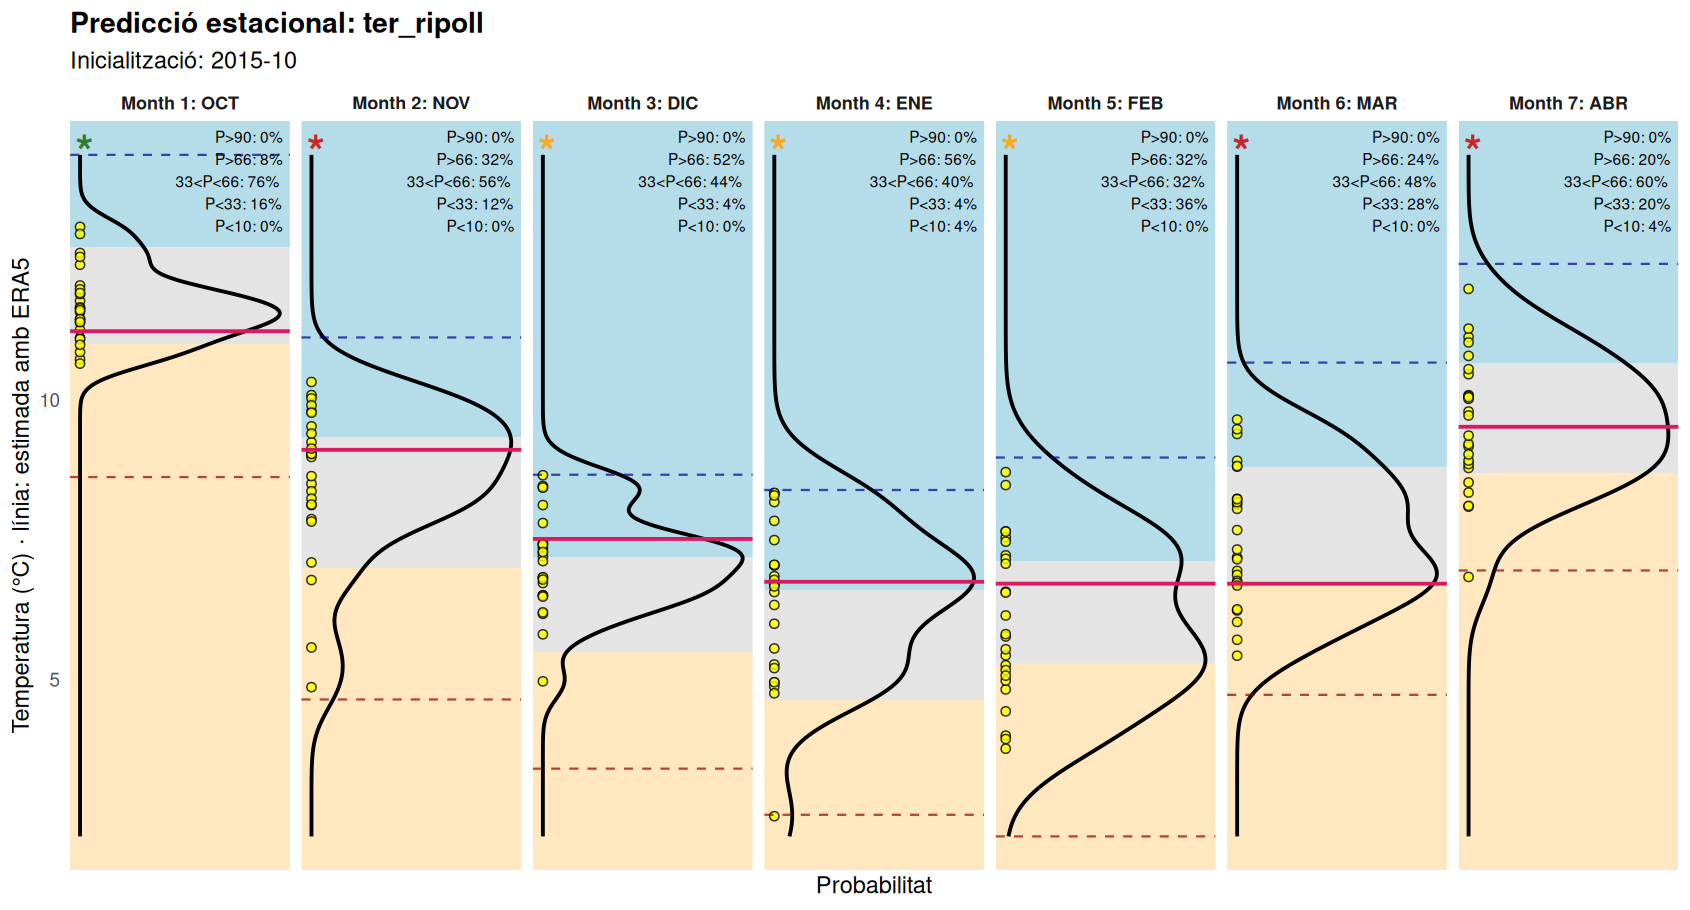 Predicció estacional: ter_ripoll
Inicialització: 2015-10
Month 1: OCT
Month 2: NOV
Month 3: DIC
Month 4: ENE
Month 5: FEB
Month 6: MAR
Month 7: ABR
*
P>90: 0%
P>66: 8%
33<P<66: 76%
P<33: 16%
P<10: 0%
*
P>90: 0%
P>66: 32%
33<P<66: 56%
P<33: 12%
P<10: 0%
*
P>90: 0%
P>66: 52%
33<P<66: 44%
P<33: 4%
P<10: 0%
*
P>90: 0%
P>66: 56%
33<P<66: 40%
P<33: 4%
P<10: 4%
*
P>90: 0%
P>66: 32%
33<P<66: 32%
P<33: 36%
P<10: 0%
*
P>90: 0%
P>66: 24%
33<P<66: 48%
P<33: 28%
P<10: 0%
*
P>90: 0%
P>66: 20%
33<P<66: 60%
P<33: 20%
P<10: 4%
Temperatura (°C) · línia: estimada amb ERA5
10
5
Probabilitat